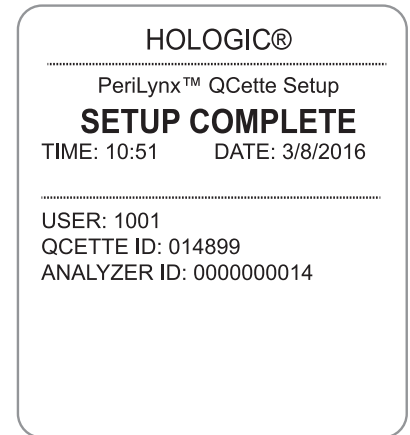 HOLOGIC®
PeriLynx™ QCette Setup
SETUP COMPLETE
TIME: 10:51 DATE: 3/8/2016
USER: 1001
QCETTE ID: 014899
ANALYZER ID: 0000000014